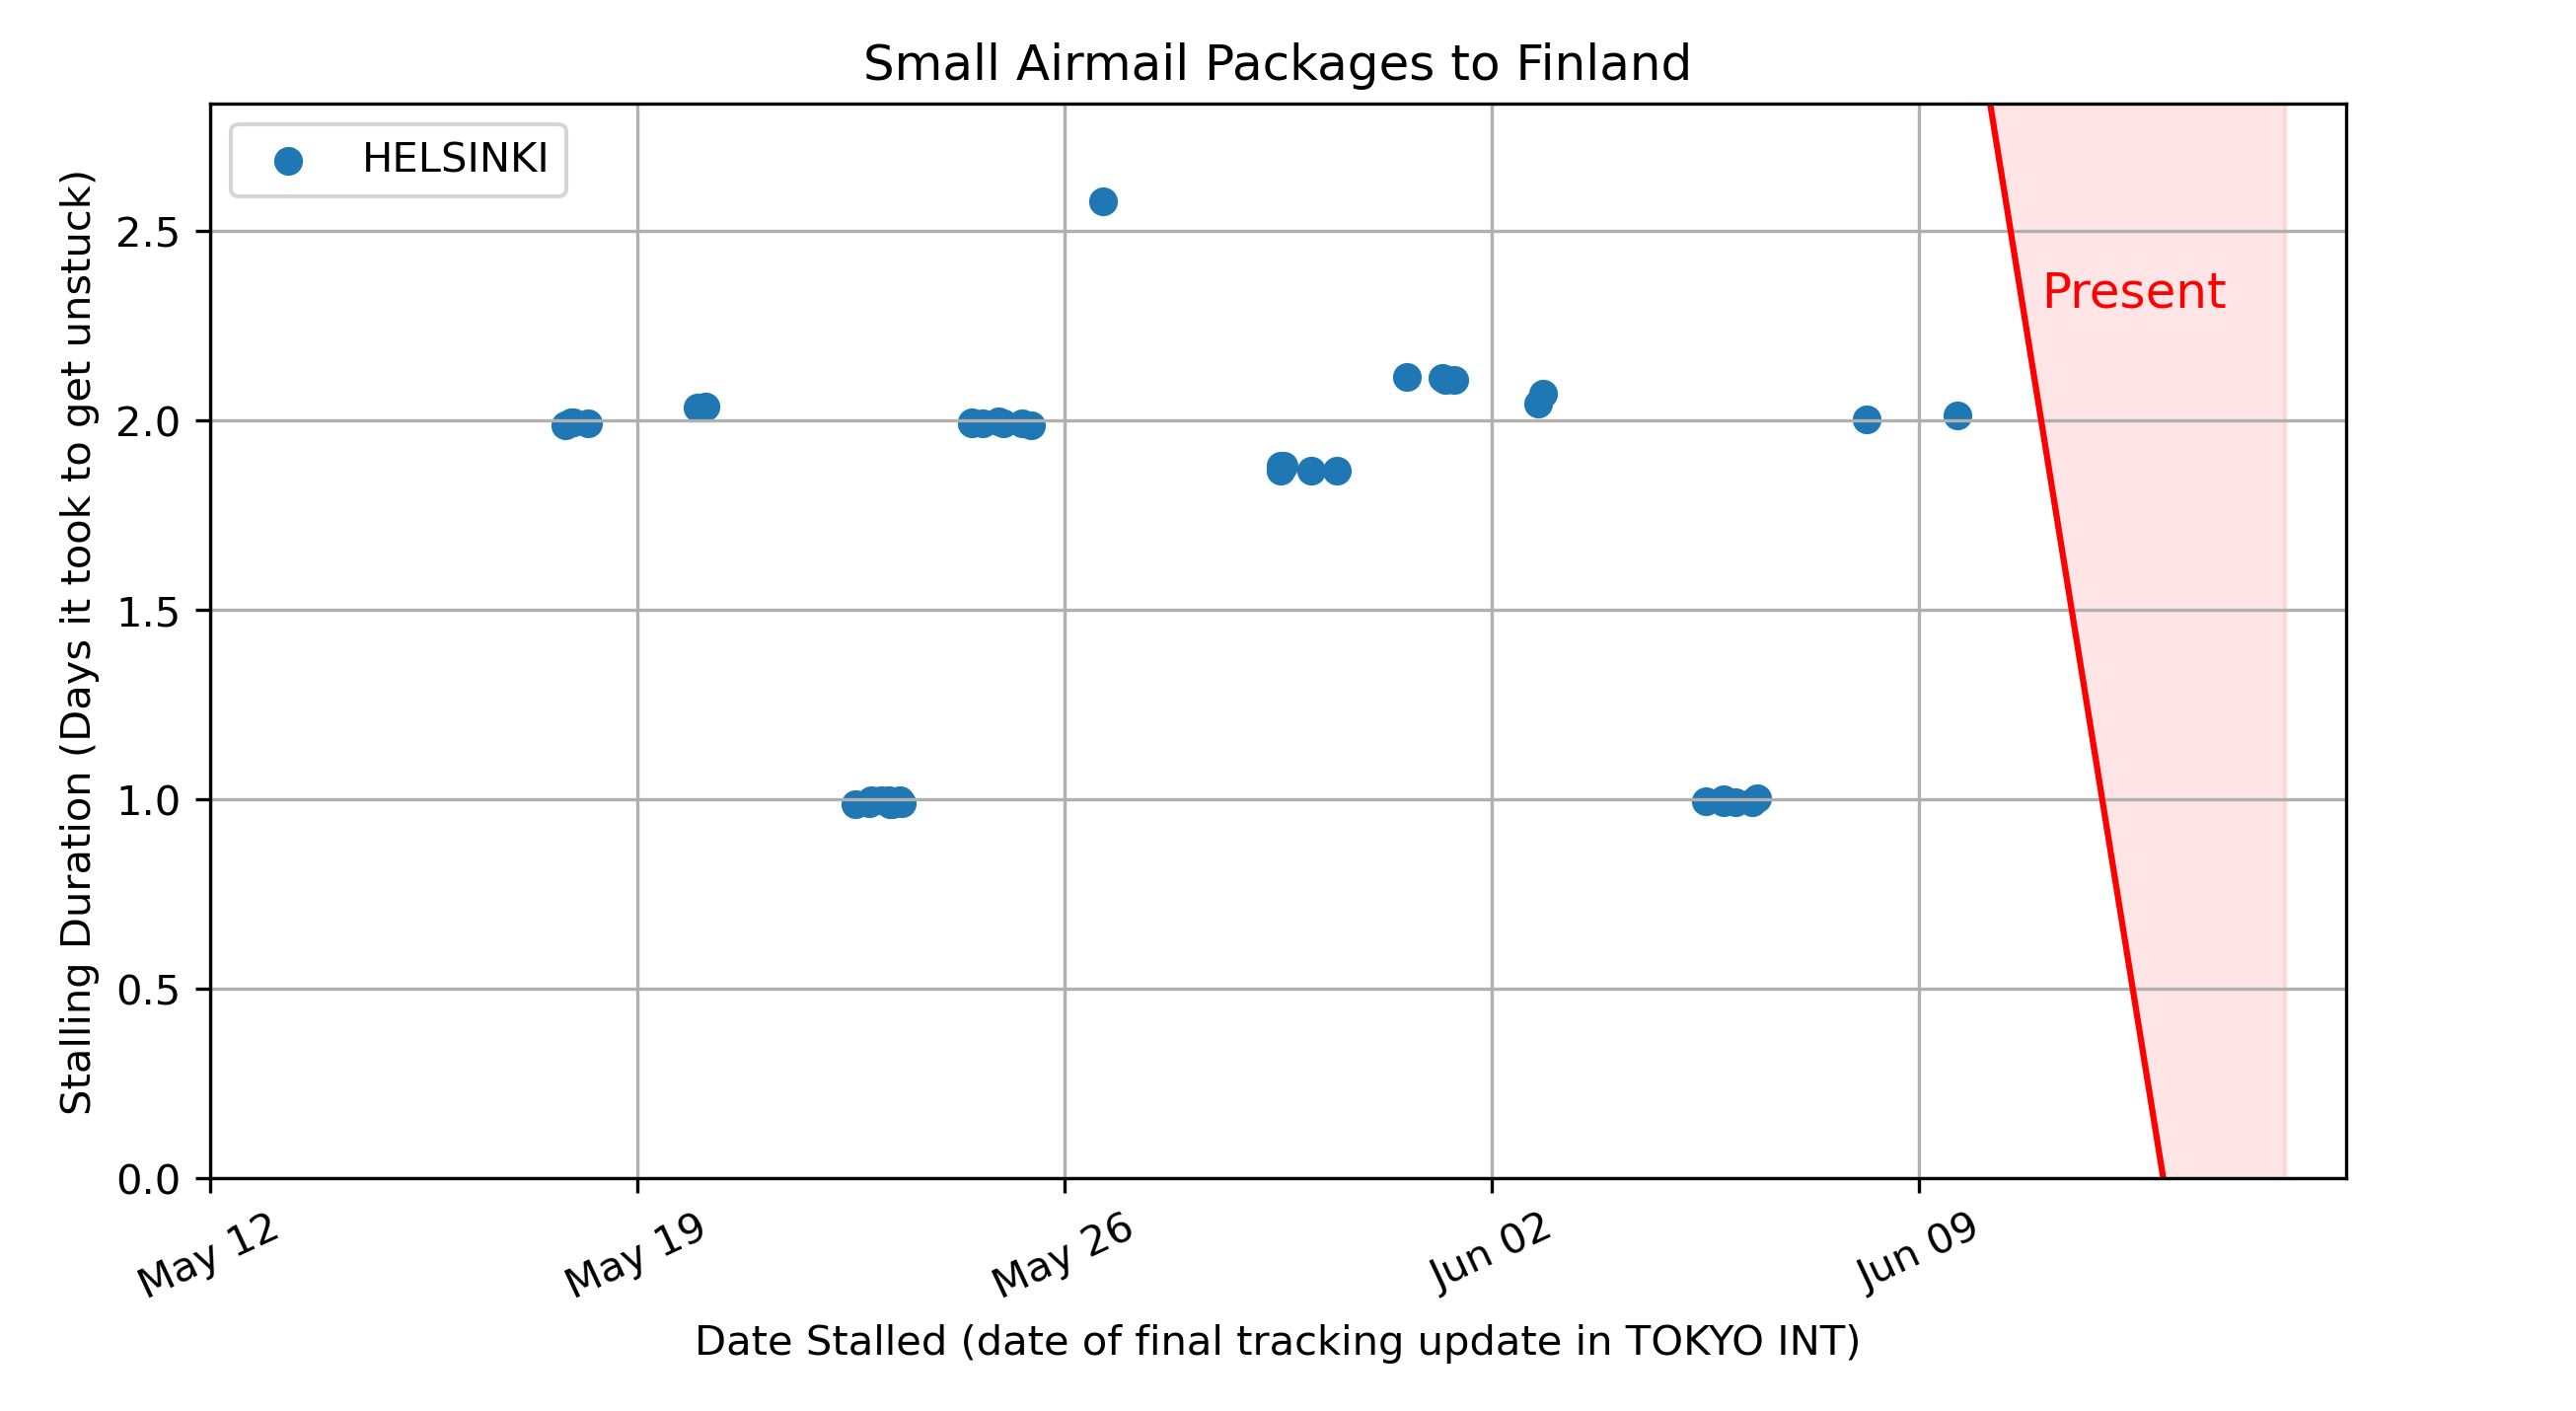 Small Airmail Packages to Finland
HELSINKI
Present
Stalling Duration (Days it took to get unstuck)
2.5
2.0
1.5
1.0
0.5
0.0
May 12
May 19
May 26
Jun 02
Jun 09
Date Stalled (date of final tracking update in TOKYO INT)